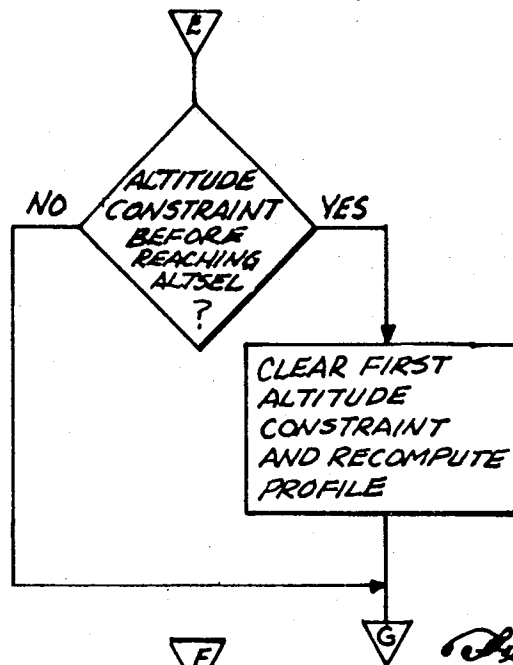 E
ALTITUDE
CONSTRAINT
BEFORE
REACHING
ALTSEL
?
NO
YES
CLEAR FIRST
ALTITUDE
CONSTRAINT
AND RECOMPUTE
PROFILE
G
F